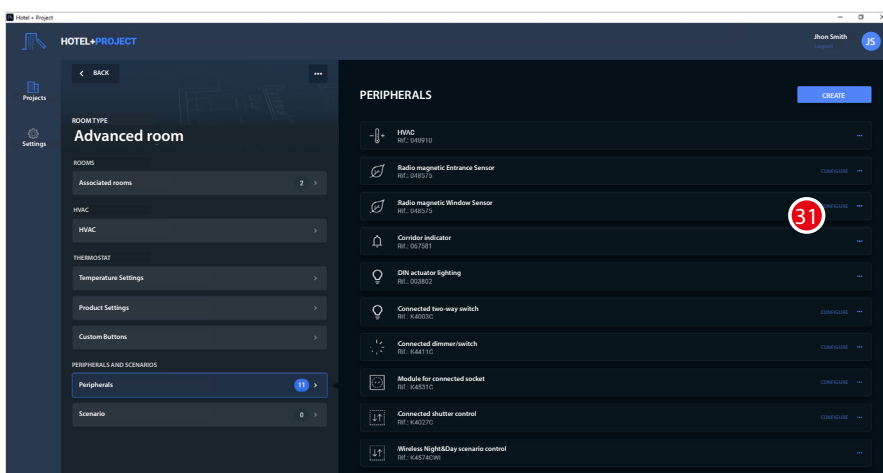 Hotel + Project
HOTEL+PROJECT
Jhon Smith
Logout
JS
Projects
Settings
BACK
ROOM TYPE
Advanced room
ROOMS
Associated rooms 2
HVAC
HVAC
THERMOSTAT
Temperature Settings
Product Settings
Custom Buttons
PERIPHERALS AND SCENARIOS
Peripherals 11
Scenario 0
PERIPHERALS
CREATE
HVAC
Rif.: 048910
Radio magnetic Entrance Sensor
Rif.: 048575
CONFIGURE
Radio magnetic Window Sensor
Rif.: 048575
CONFIGURE
31
Corridor indicator
Rif.: 067581
DIN actuator lighting
Rif.: 003802
Connected two-way switch
Rif.: K4003C
CONFIGURE
Connected dimmer/switch
Rif.: K4411C
CONFIGURE
Module for connected socket
Rif.: K4531C
CONFIGURE
Connected shutter control
Rif.: K4027C
CONFIGURE
Wireless Night&Day scenario control
Rif.: K4574CWI